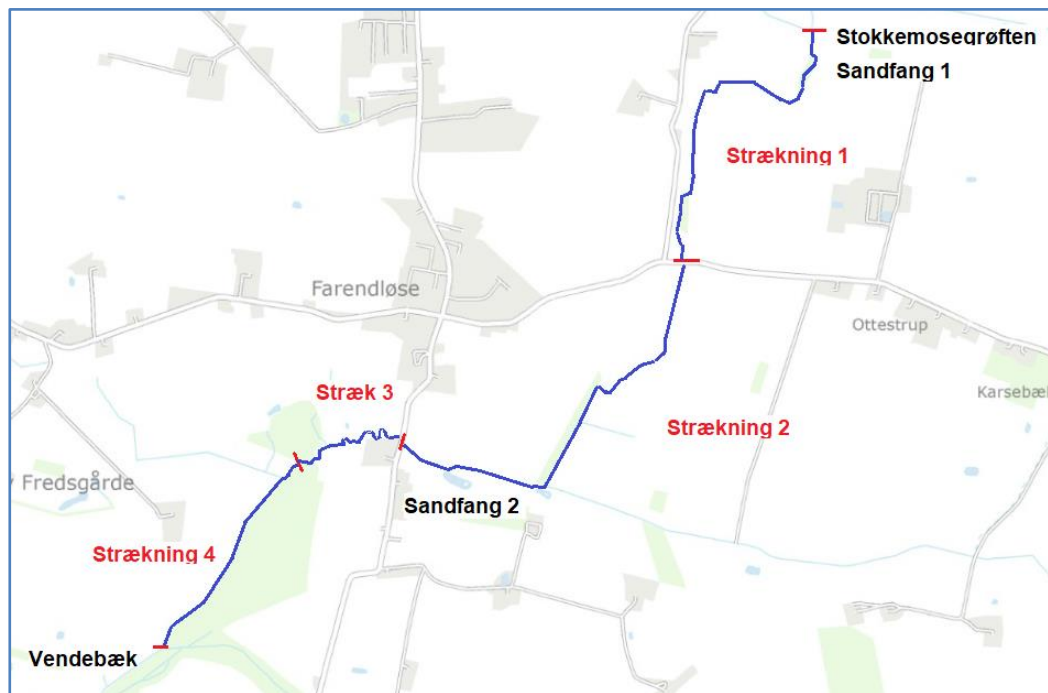 Stokkemosegrøften
Sandfang 1
Strækning 1
Farendløse
Ottestrup
Stræk 3
Karsebæk
Strækning 2
Fredsgårde
Sandfang 2
Strækning 4
Vendebæk